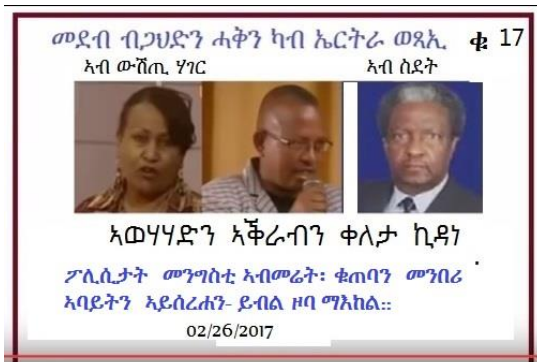 መደብ ብጋህድን ሓቅን ካብ ኤርትራ ወጻኢ ቁ 17
ኣብ ውሽጢ ሃገር
ኣብ ስደት
ኣወሃሃድን ኣቕራብን ቀለታ ኪዳነ
ፖሊሲታት መንግስቲ ኣብመሬት፡ ቁጠባን መንበሪ
ኣባይትን ኣይሰረሐን- ይብል ዞባ ማእከል።
02/26/2017